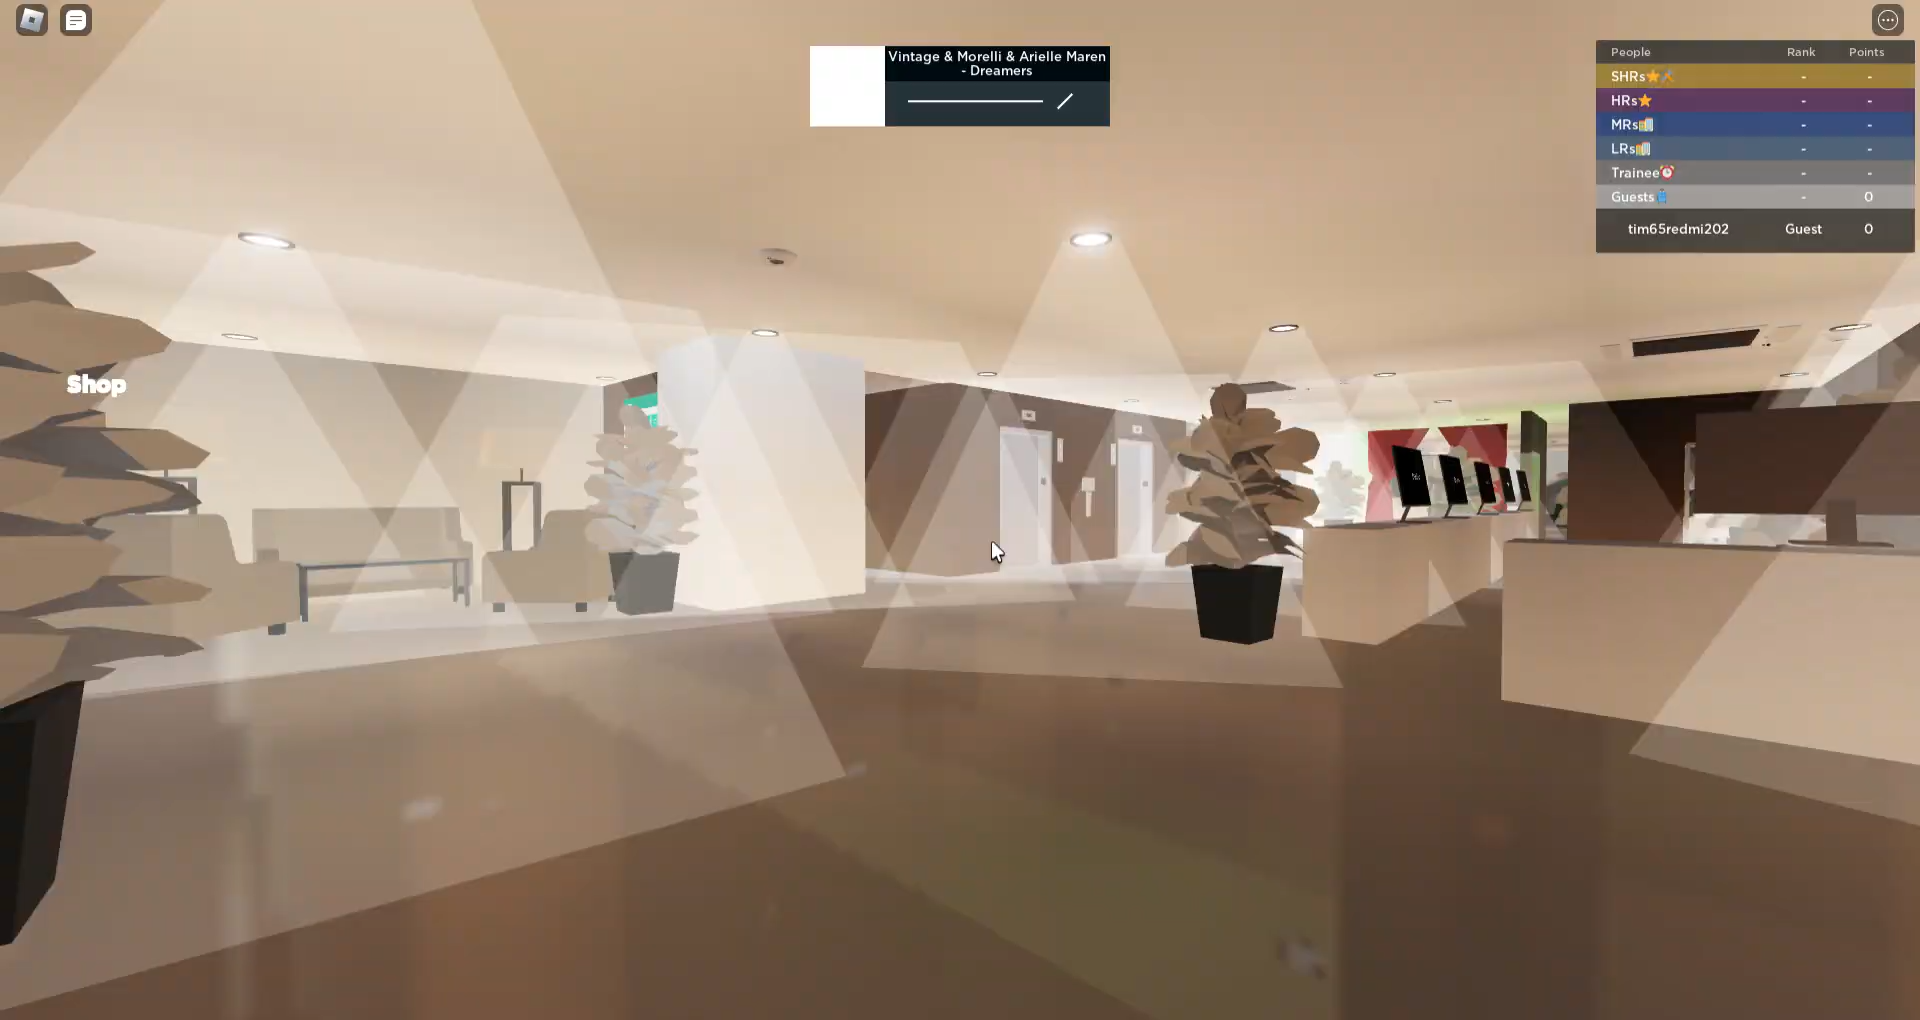 Vintage & Morelli & Arielle Maren
- Dreamers
People Rank Points
SHRs⭐🔨 - -
HRs⭐ - -
MRs🏙️ - -
LRs🏙️ - -
Trainee⏰ - -
Guests🧳 - 0
tim65redmi202 Guest 0
Shop